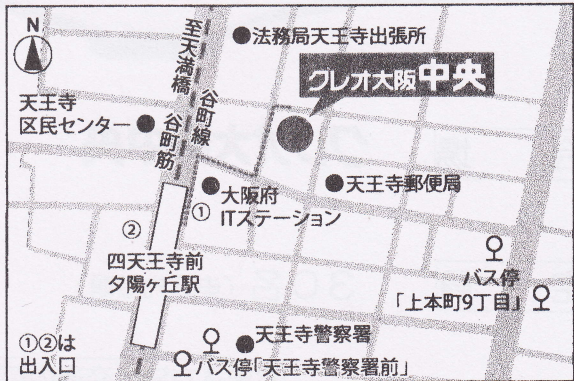 N
至天満橋
谷町線
谷町筋
●法務局天王寺出張所
クレオ大阪中央
天王寺
区民センター●
●天王寺郵便局
大阪府
ITステーション
①
②
四天王寺前
夕陽ヶ丘駅
バス停
「上本町9丁目」
天王寺警察署
バス停「天王寺警察署前」
①②は
出入口